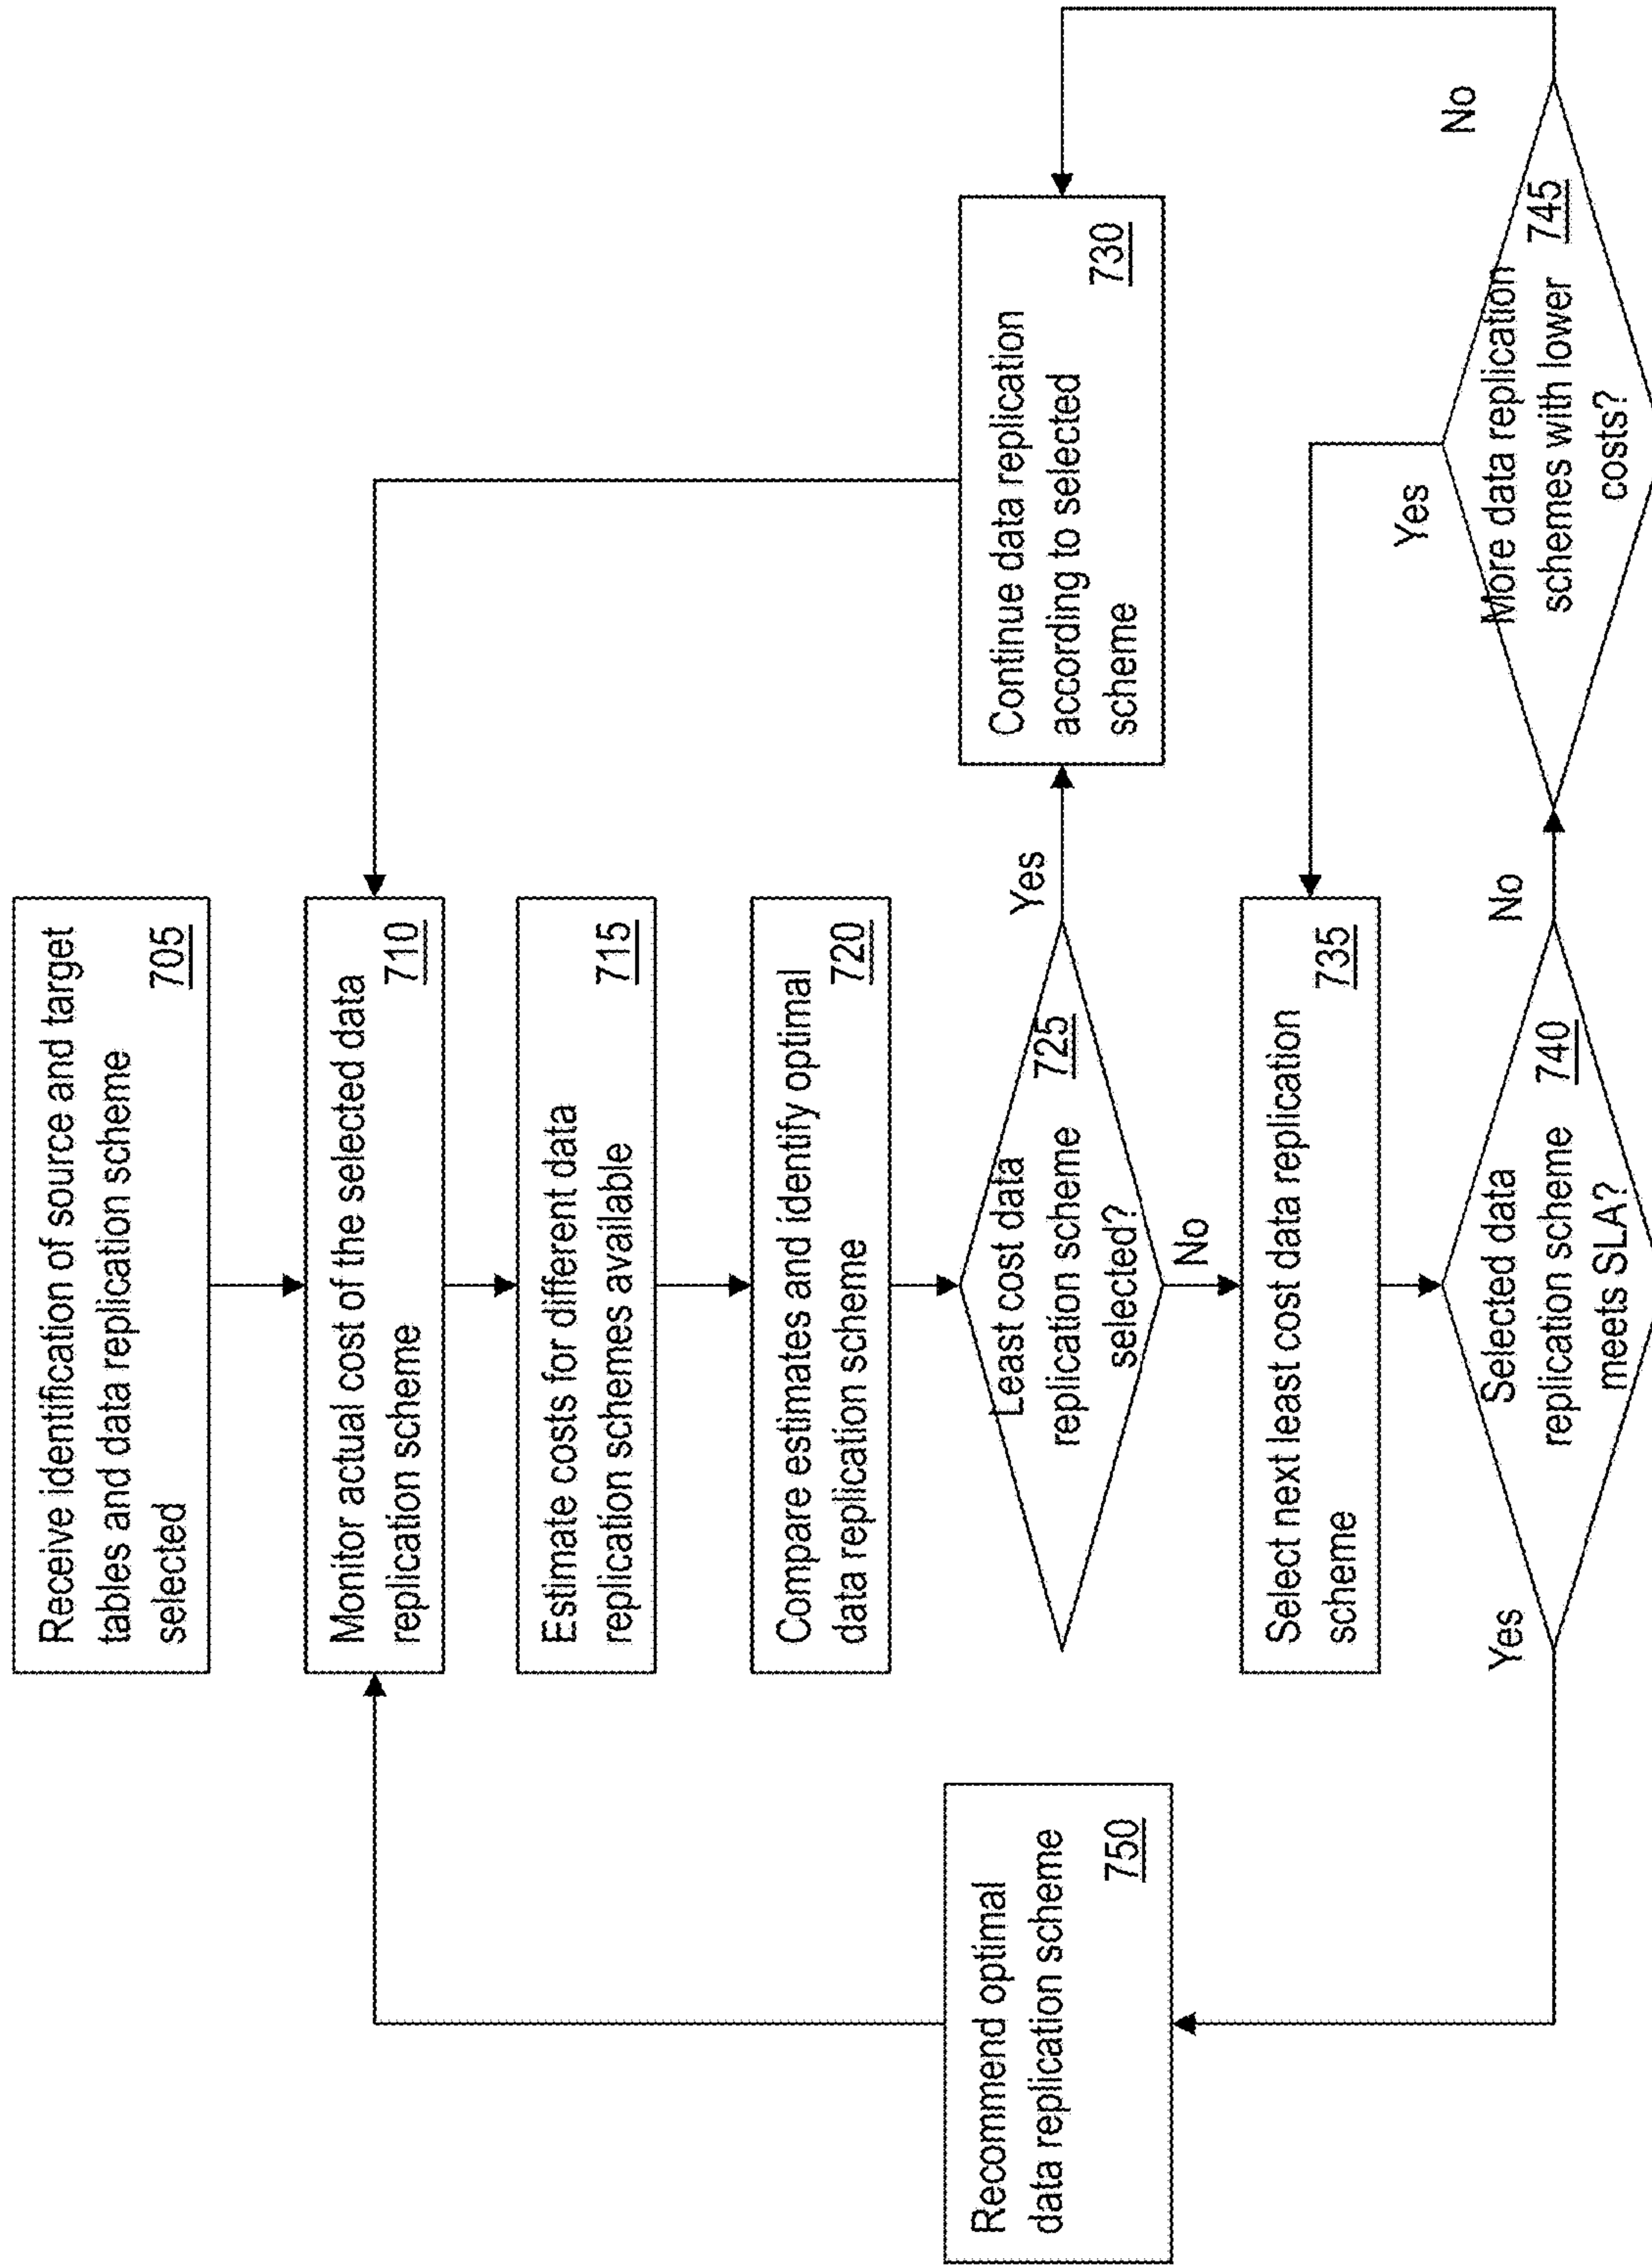 Receive identification of source and target
tables and data replication scheme
selected
705
Monitor actual cost of the selected data
replication scheme
710
Estimate costs for different data
replication schemes available
715
Compare estimates and identify optimal
data replication scheme
720
Least cost data
replication scheme
selected?
725
Yes
No
Continue data replication
according to selected
scheme
730
Select next least cost data replication
scheme
735
Selected data
replication scheme
meets SLA?
740
Yes
No
More data replication
schemes with lower
costs?
745
Yes
No
Recommend optimal
data replication scheme
750